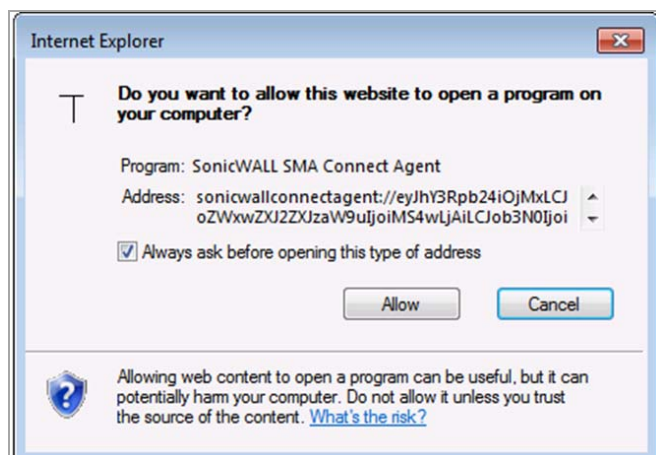 Internet Explorer
Do you want to allow this website to open a program on
your computer?
Program: SonicWALL SMA Connect Agent
Address: sonicwallconnectagent://eyJhY3Rpb24iOjMxLCJ
oZWxwZXJ2ZXJzaW9uIjoiMS4wLjAiLCJob3N0Ijoi
Always ask before opening this type of address
Allow Cancel
Allowing web content to open a program can be useful, but it can
potentially harm your computer. Do not allow it unless you trust
the source of the content. What's the risk?